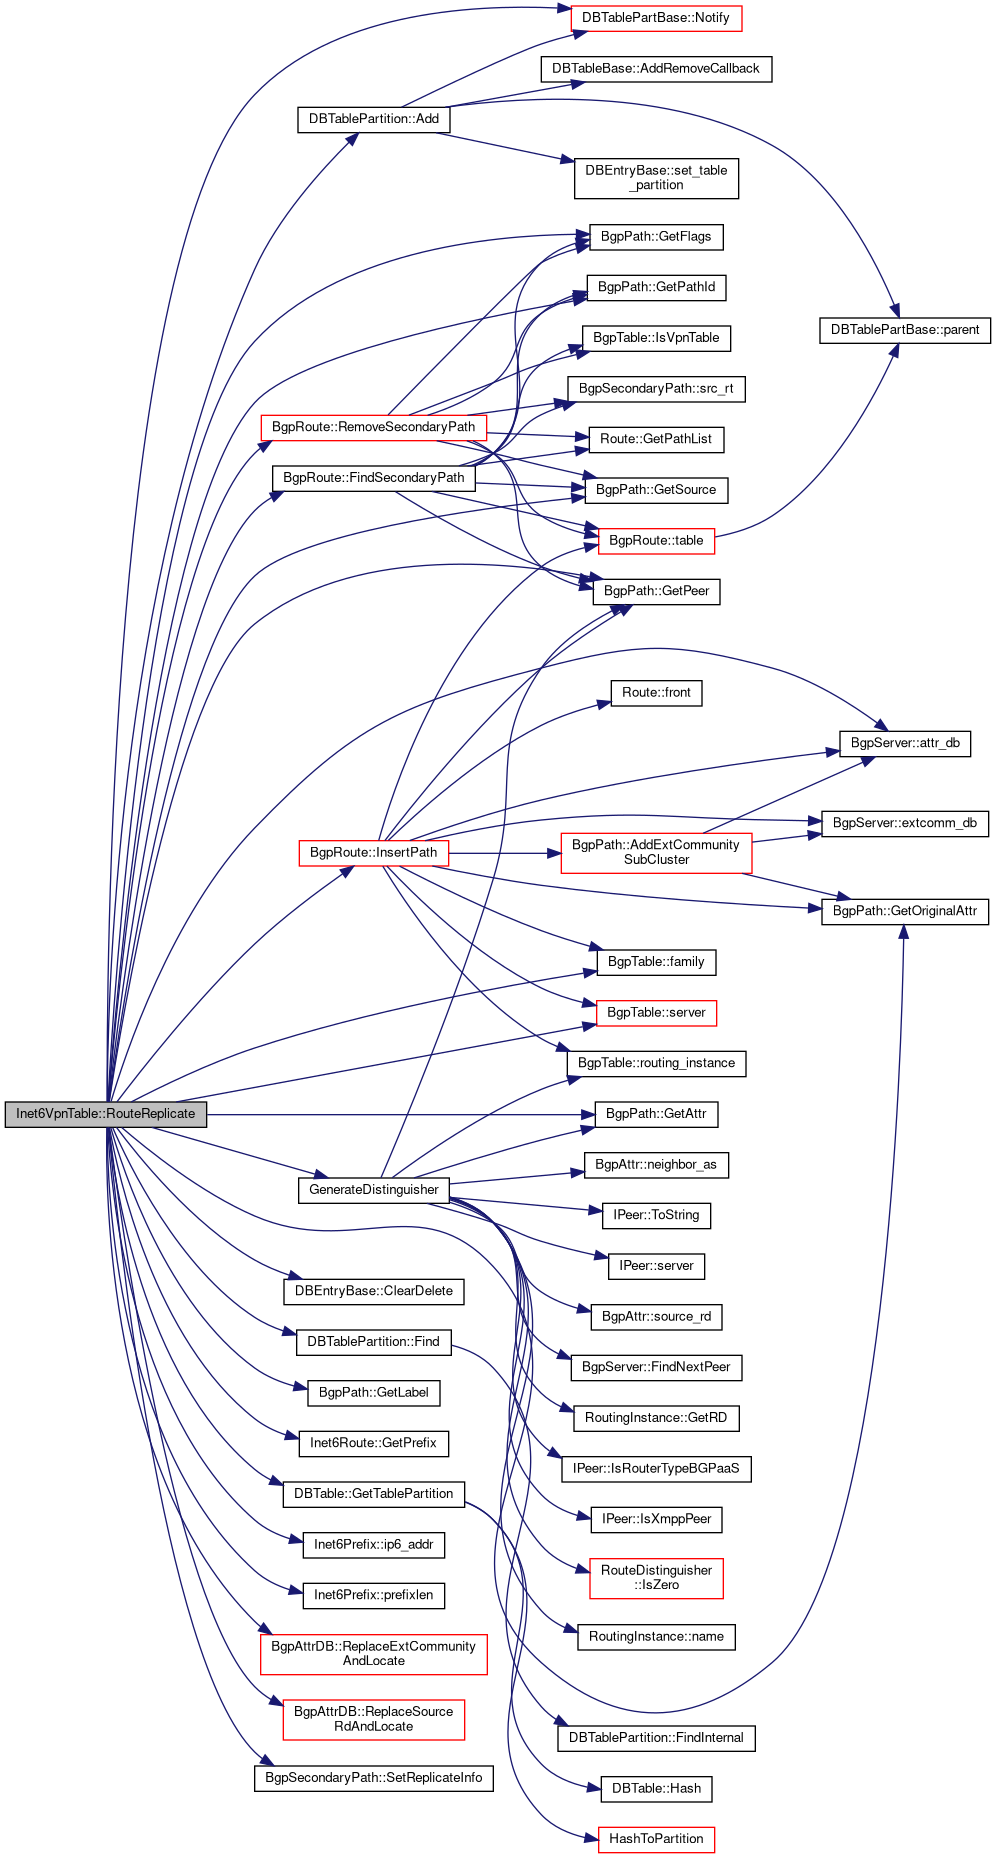 DBTablePartBase::Notify
DBTableBase::AddRemoveCallback
DBTablePartition::Add
DBEntryBase::set_table
_partition
BgpPath::GetFlags
BgpPath::GetPathId
DBTablePartBase::parent
BgpTable::IsVpnTable
BgpSecondaryPath::src_rt
BgpRoute::RemoveSecondaryPath
Route::GetPathList
BgpRoute::FindSecondaryPath
BgpPath::GetSource
BgpRoute::table
BgpPath::GetPeer
Route::front
BgpServer::attr_db
BgpServer::extcomm_db
BgpRoute::InsertPath
BgpPath::AddExtCommunity
SubCluster
BgpPath::GetOriginalAttr
BgpTable::family
BgpTable::server
BgpTable::routing_instance
Inet6VpnTable::RouteReplicate
BgpPath::GetAttr
BgpAttr::neighbor_as
GenerateDistinguisher
IPeer::ToString
IPeer::server
DBEntryBase::ClearDelete
BgpAttr::source_rd
DBTablePartition::Find
BgpServer::FindNextPeer
BgpPath::GetLabel
RoutingInstance::GetRD
Inet6Route::GetPrefix
IPeer::IsRouterTypeBGPaaS
DBTable::GetTablePartition
IPeer::IsXmppPeer
Inet6Prefix::ip6_addr
RouteDistinguisher
::IsZero
Inet6Prefix::prefixlen
RoutingInstance::name
BgpAttrDB::ReplaceExtCommunity
AndLocate
BgpAttrDB::ReplaceSource
RdAndLocate
DBTablePartition::FindInternal
BgpSecondaryPath::SetReplicateInfo
DBTable::Hash
HashToPartition